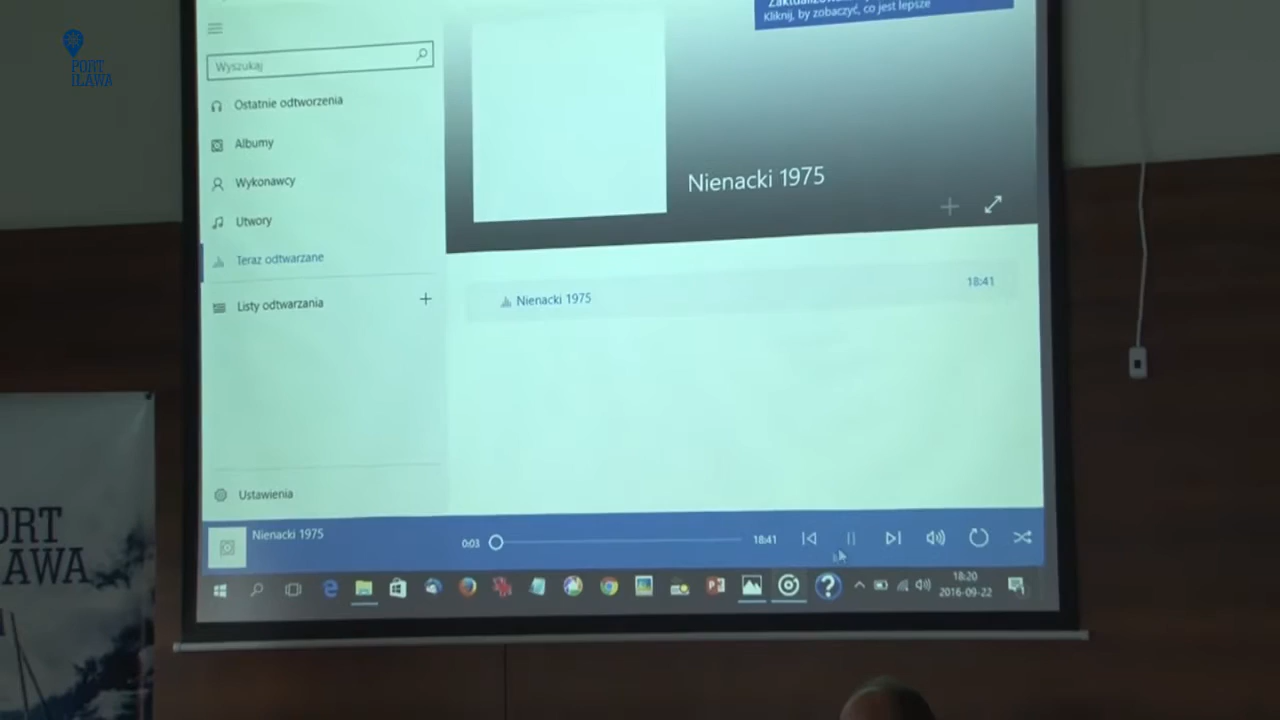 PORT
IŁAWA
Kliknij, by zobaczyć, co jest lepsze
Wyszukaj
Ostatnie odtworzenia
Albumy
Wykonawcy
Utwory
Teraz odtwarzane
Listy odtwarzania
Ustawienia
Nienacki 1975
Nienacki 1975
18:41
Nienacki 1975
0:03
18:41
18:20
2016-09-22
ORT
AWA